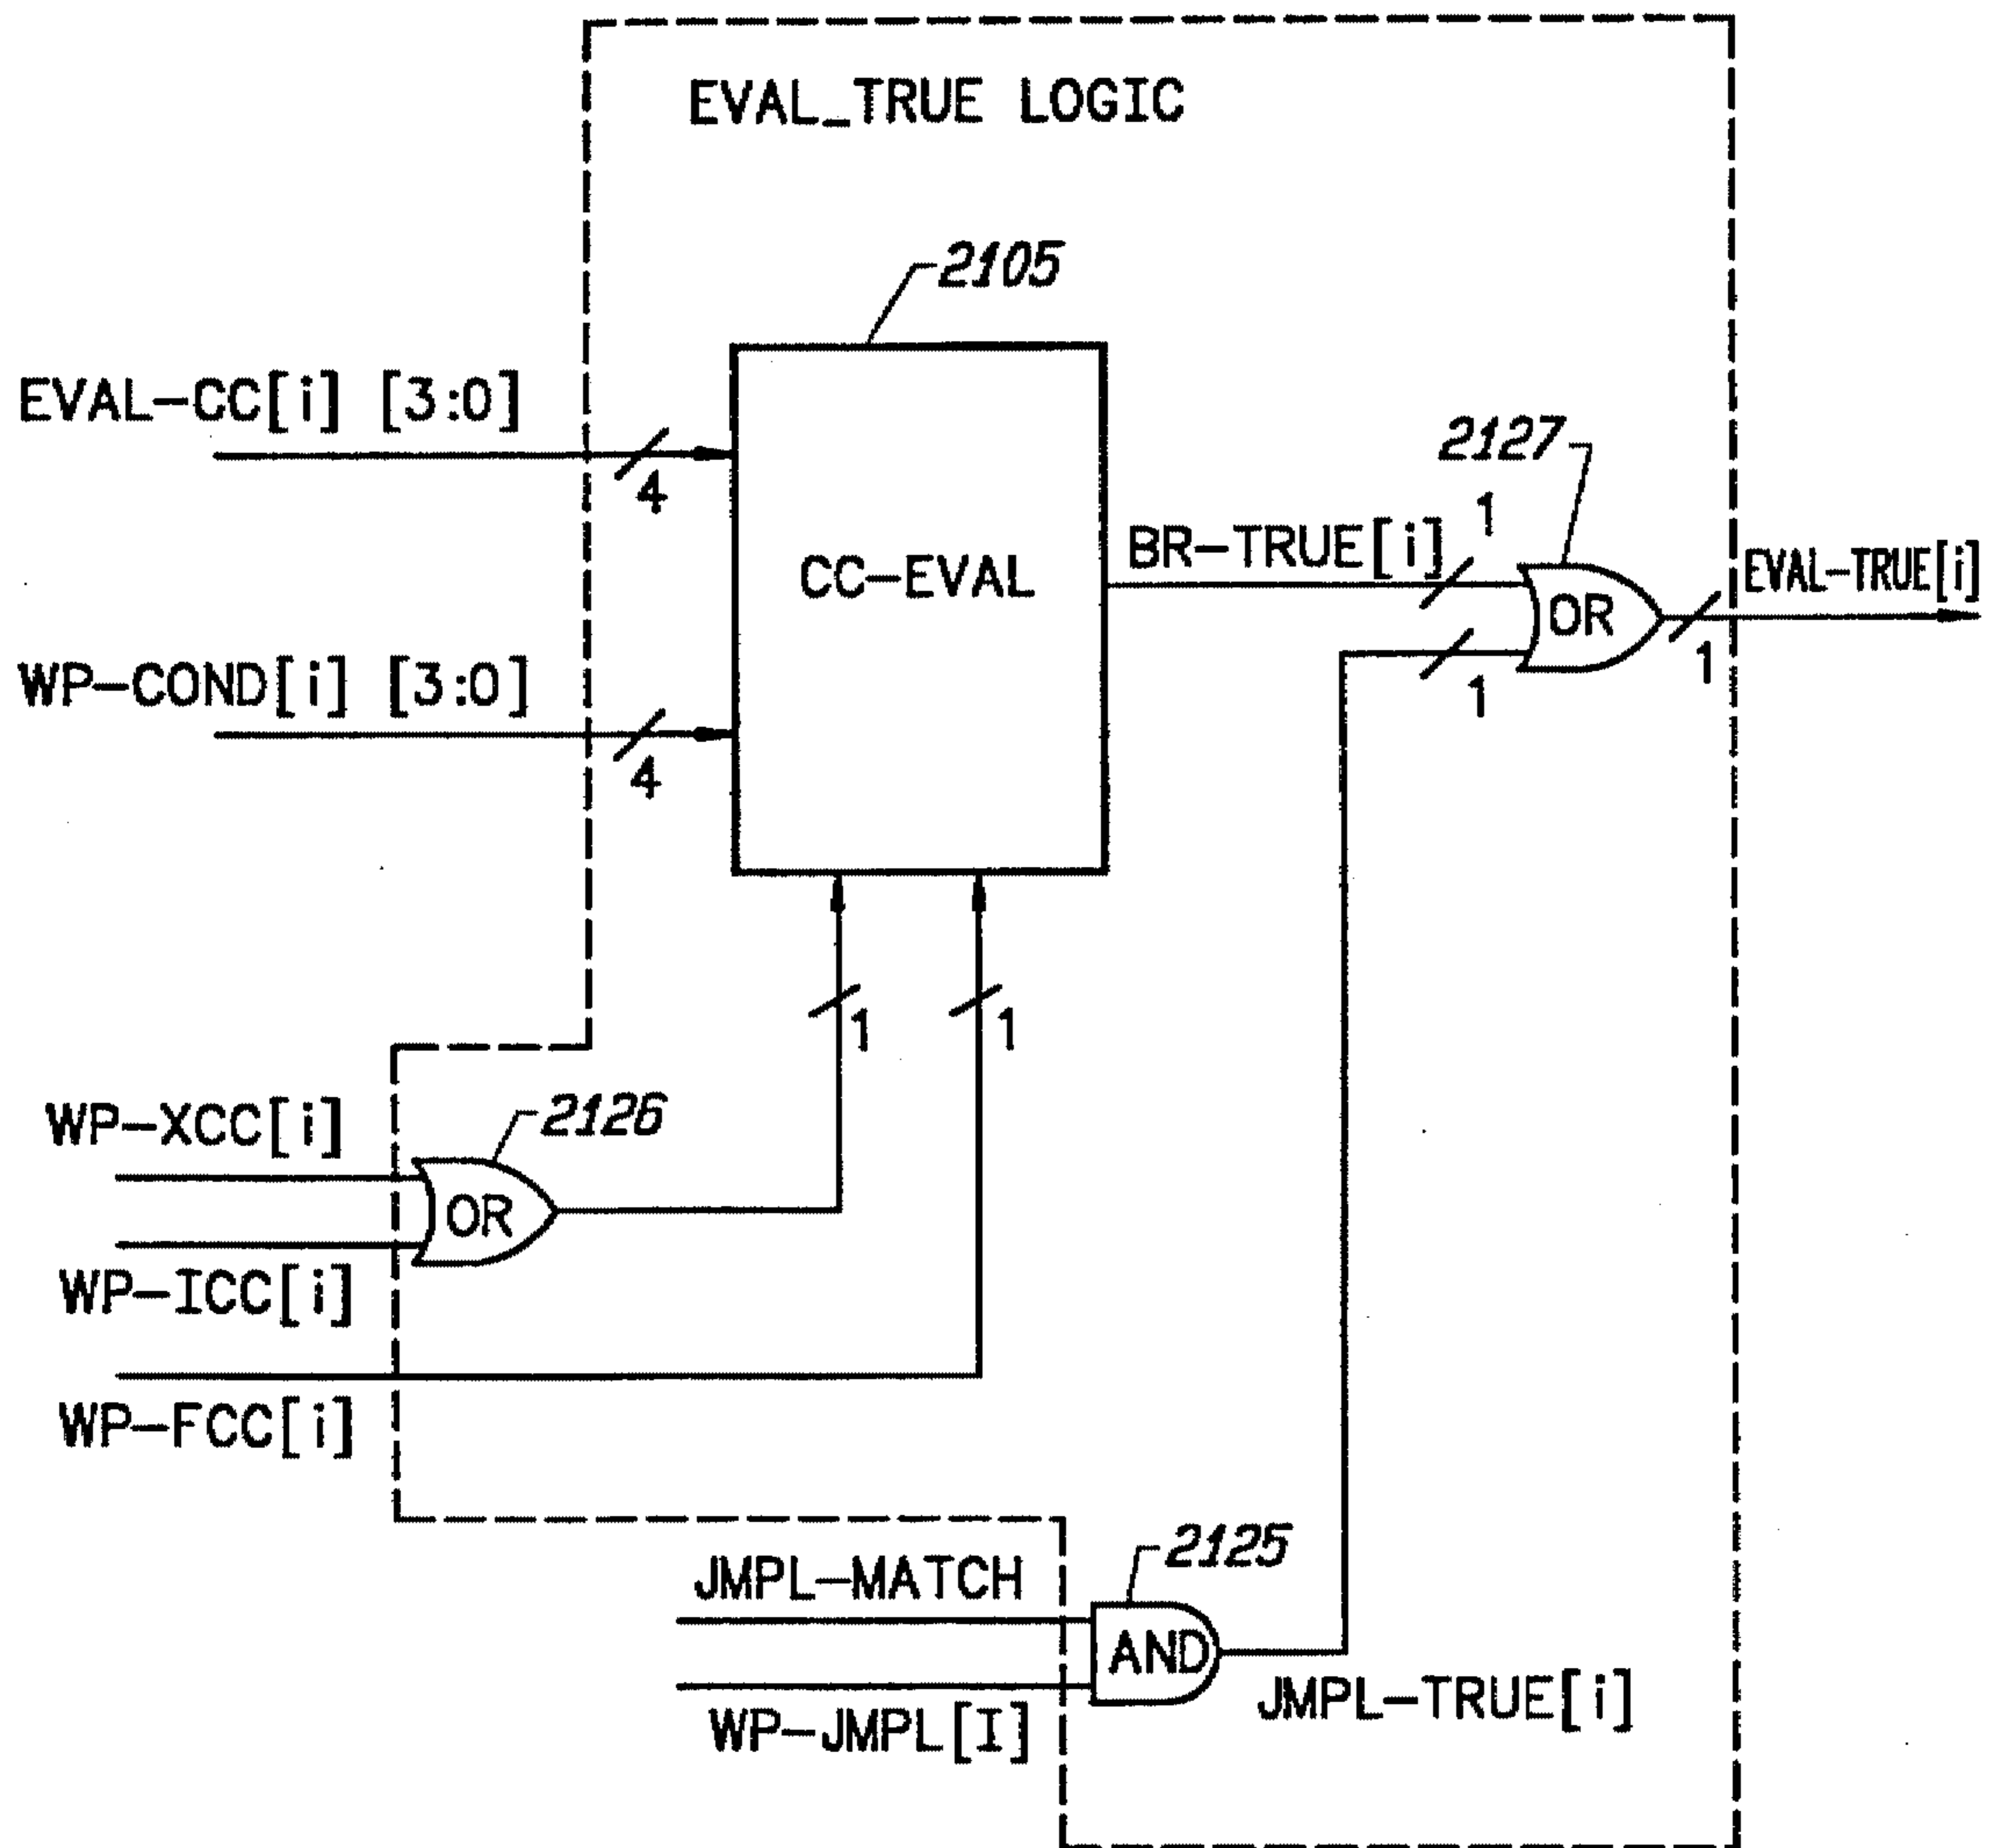 EVAL_TRUE LOGIC
2105
EVAL-CC[i] [3:0]
4
2127
1
BR-TRUE[i]
EVAL-TRUE[i]
CC-EVAL
OR
1
1
WP-COND[i] [3:0]
4
1
1
WP-XCC[i]
2126
OR
WP-ICC[i]
WP-FCC[i]
2125
JMPL-MATCH
AND
JMPL-TRUE[i]
WP-JMPL[I]